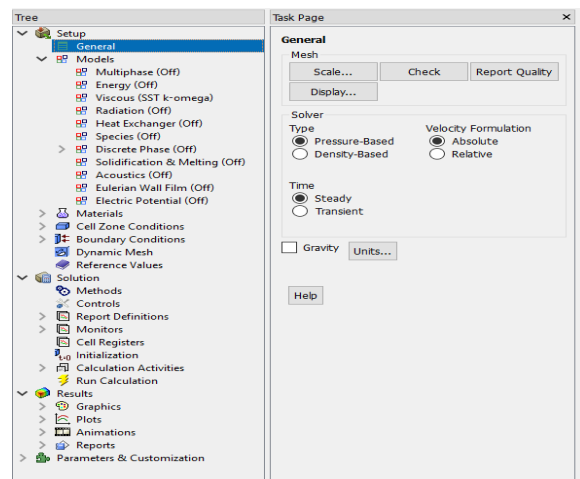 Tree
Setup
General
Models
Multiphase (Off)
Energy (Off)
Viscous (SST k-omega)
Radiation (Off)
Heat Exchanger (Off)
Species (Off)
Discrete Phase (Off)
Solidification & Melting (Off)
Acoustics (Off)
Eulerian Wall Film (Off)
Electric Potential (Off)
Materials
Cell Zone Conditions
Boundary Conditions
Dynamic Mesh
Reference Values
Solution
Methods
Controls
Report Definitions
Monitors
Cell Registers
t=0 Initialization
Calculation Activities
Run Calculation
Results
Graphics
Plots
Animations
Reports
Parameters & Customization
Task Page
General
Mesh
Scale... Check Report Quality
Display...
Solver
Type Velocity Formulation
Pressure-Based Absolute
Density-Based Relative
Time
Steady
Transient
Gravity Units...
Help